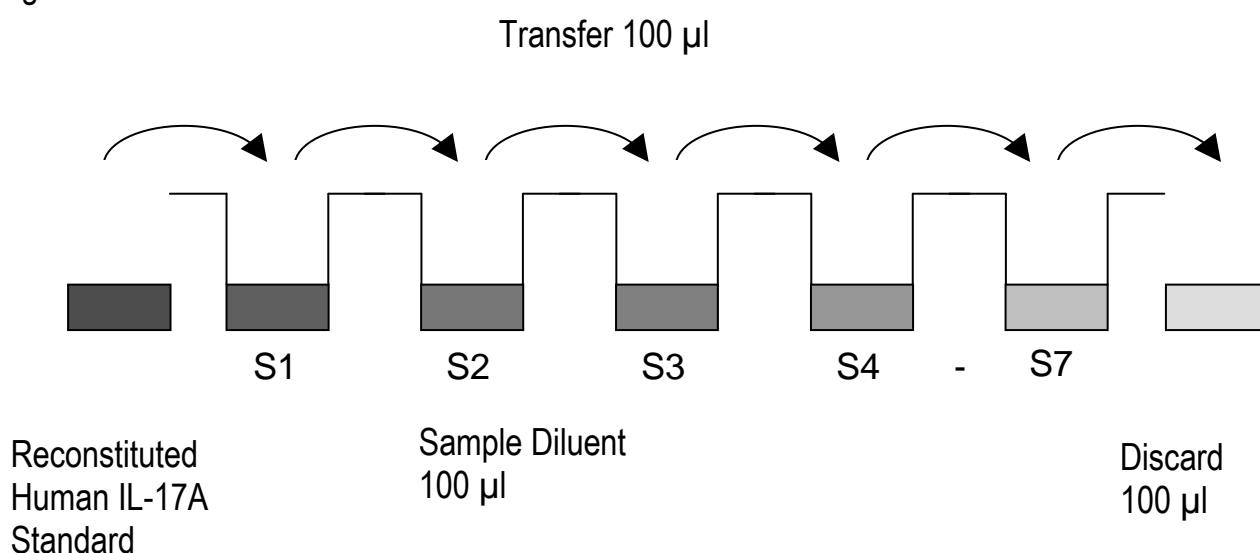 Transfer 100 µl
S1 S2 S3 S4 - S7
Reconstituted
Human IL-17A
Standard
Sample Diluent
100 µl
Discard
100 µl